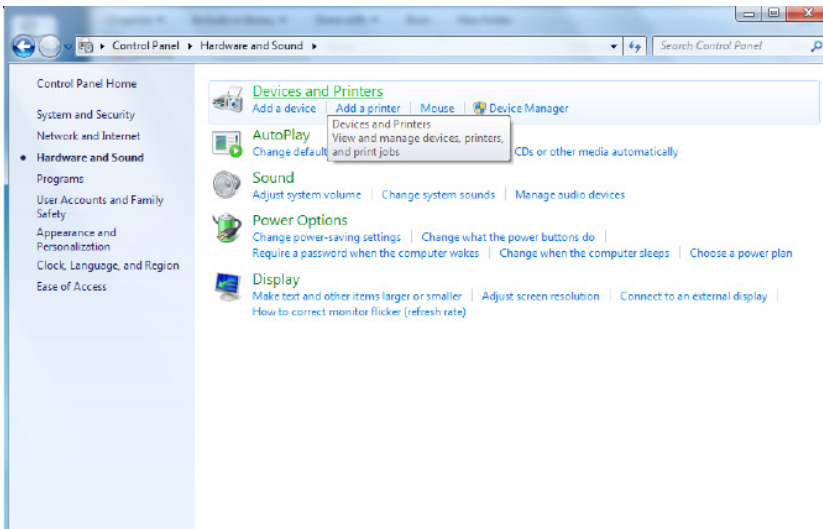 Control Panel Hardware and Sound Search Control Panel
Control Panel Home
System and Security
Network and Internet
Hardware and Sound
Programs
User Accounts and Family
Safety
Appearance and
Personalization
Clock, Language, and Region
Ease of Access
Devices and Printers
Add a device Add a printer Mouse Device Manager
Devices and Printers
View and manage devices, printers,
and print jobs
AutoPlay
Change default CDs or other media automatically
Sound
Adjust system volume Change system sounds Manage audio devices
Power Options
Change power-saving settings Change what the power buttons do
Require a password when the computer wakes Change when the computer sleeps Choose a power plan
Display
Make text and other items larger or smaller Adjust screen resolution Connect to an external display
How to correct monitor flicker (refresh rate)